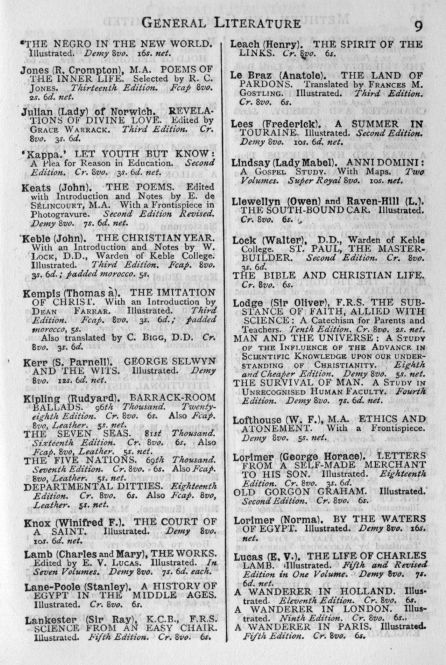 GENERAL LITERATURE 9
*THE NEGRO IN THE NEW WORLD.
Illustrated. Demy 8vo. 16s. net.
Jones (R. Crompton), M.A. POEMS OF
THE INNER LIFE. Selected by R. C.
JONES. Thirteenth Edition. Fcap 8vo.
2s. 6d. net.
Julian (Lady) of Norwich. REVELA-
TIONS OF DIVINE LOVE. Edited by
GRACE WARRACK. Third Edition. Cr.
8vo. 3s. 6d.
'Kappa.' LET YOUTH BUT KNOW:
A Plea for Reason in Education. Second
Edition. Cr. 8vo. 3s. 6d. net.
Keats (John). THE POEMS. Edited
with Introduction and Notes by E. de
SÉLINCOURT, M.A. With a Frontispiece in
Photogravure. Second Edition Revised.
Demy 8vo. 7s. 6d. net.
Keble (John). THE CHRISTIAN YEAR.
With an Introduction and Notes by W.
LOCK, D.D., Warden of Keble College.
Illustrated. Third Edition. Fcap. 8vo.
3s. 6d.; padded morocco. 5s.
Kempis (Thomas à). THE IMITATION
OF CHRIST. With an Introduction by
DEAN FARRAR. Illustrated. Third
Edition. Fcap. 8vo. 3s. 6d.; padded
morocco, 5s.
Also translated by C. BIGG, D.D. Cr.
8vo. 3s. 6d.
Kerr (S. Parnell). GEORGE SELWYN
AND THE WITS. Illustrated. Demy
8vo. 12s. 6d. net.
Kipling (Rudyard). BARRACK-ROOM
BALLADS. 96th Thousand. Twenty-
eighth Edition. Cr. 8vo. 6s. Also Fcap.
8vo, Leather. 5s. net.
THE SEVEN SEAS. 81st Thousand.
Sixteenth Edition. Cr. 8vo. 6s. Also
Fcap. 8vo, Leather. 5s. net.
THE FIVE NATIONS. 69th Thousand.
Seventh Edition. Cr. 8vo. 6s. Also Fcap.
8vo, Leather. 5s. net.
DEPARTMENTAL DITTIES. Eighteenth
Edition. Cr. 8vo. 6s. Also Fcap. 8vo,
Leather. 5s. net.
Knox (Winifred F.). THE COURT OF
A SAINT. Illustrated. Demy 8vo.
10s. 6d. net.
Lamb (Charles and Mary), THE WORKS.
Edited by E. V. LUCAS. Illustrated. In
Seven Volumes. Demy 8vo. 7s. 6d. each.
Lane-Poole (Stanley). A HISTORY OF
EGYPT IN THE MIDDLE AGES.
Illustrated. Cr. 8vo. 6s.
Lankester (Sir Ray), K.C.B., F.R.S.
SCIENCE FROM AN EASY CHAIR.
Illustrated. Fifth Edition. Cr. 8vo. 6s.
Leach (Henry). THE SPIRIT OF THE
LINKS. Cr. 8vo. 6s.
Le Braz (Anatole). THE LAND OF
PARDONS. Translated by FRANCES M.
GOSTLING. Illustrated. Third Edition.
Cr. 8vo. 6s.
Lees (Frederick). A SUMMER IN
TOURAINE. Illustrated. Second Edition.
Demy 8vo. 10s. 6d. net.
Lindsay (Lady Mabel). ANNI DOMINI:
A GOSPEL STUDY. With Maps. Two
Volumes. Super Royal 8vo. 10s. net.
Llewellyn (Owen) and Raven-Hill (L.).
THE SOUTH-BOUND CAR. Illustrated.
Cr. 8vo. 6s.
Lock (Walter), D.D., Warden of Keble
College. ST. PAUL, THE MASTER-
BUILDER. Second Edition. Cr. 8vo.
3s. 6d.
THE BIBLE AND CHRISTIAN LIFE.
Cr. 8vo. 6s.
Lodge (Sir Oliver), F.R.S. THE SUB-
STANCE OF FAITH, ALLIED WITH
SCIENCE: A Catechism for Parents and
Teachers. Tenth Edition. Cr. 8vo. 2s. net.
MAN AND THE UNIVERSE: A STUDY
OF THE INFLUENCE OF THE ADVANCE IN
SCIENTIFIC KNOWLEDGE UPON OUR UNDER-
STANDING OF CHRISTIANITY. Eighth
and Cheaper Edition. Demy 8vo. 5s. net.
THE SURVIVAL OF MAN. A STUDY IN
UNRECOGNISED HUMAN FACULTY. Fourth
Edition. Demy 8vo. 7s. 6d. net.
Lofthouse (W. F.), M.A. ETHICS AND
ATONEMENT. With a Frontispiece.
Demy 8vo. 5s. net.
Lorimer (George Horace). LETTERS
FROM A SELF-MADE MERCHANT
TO HIS SON. Illustrated. Eighteenth
Edition. Cr. 8vo. 3s. 6d.
OLD GORGON GRAHAM. Illustrated.
Second Edition. Cr. 8vo. 6s.
Lorimer (Norma). BY THE WATERS
OF EGYPT. Illustrated. Demy 8vo. 16s.
net.
Lucas (E. V.). THE LIFE OF CHARLES
LAMB. Illustrated. Fifth and Revised
Edition in One Volume. Demy 8vo. 7s.
6d. net.
A WANDERER IN HOLLAND. Illus-
trated. Eleventh Edition. Cr. 8vo. 6s.
A WANDERER IN LONDON. Illus-
trated. Ninth Edition. Cr. 8vo. 6s.
A WANDERER IN PARIS. Illustrated.
Fifth Edition. Cr. 8vo. 6s.